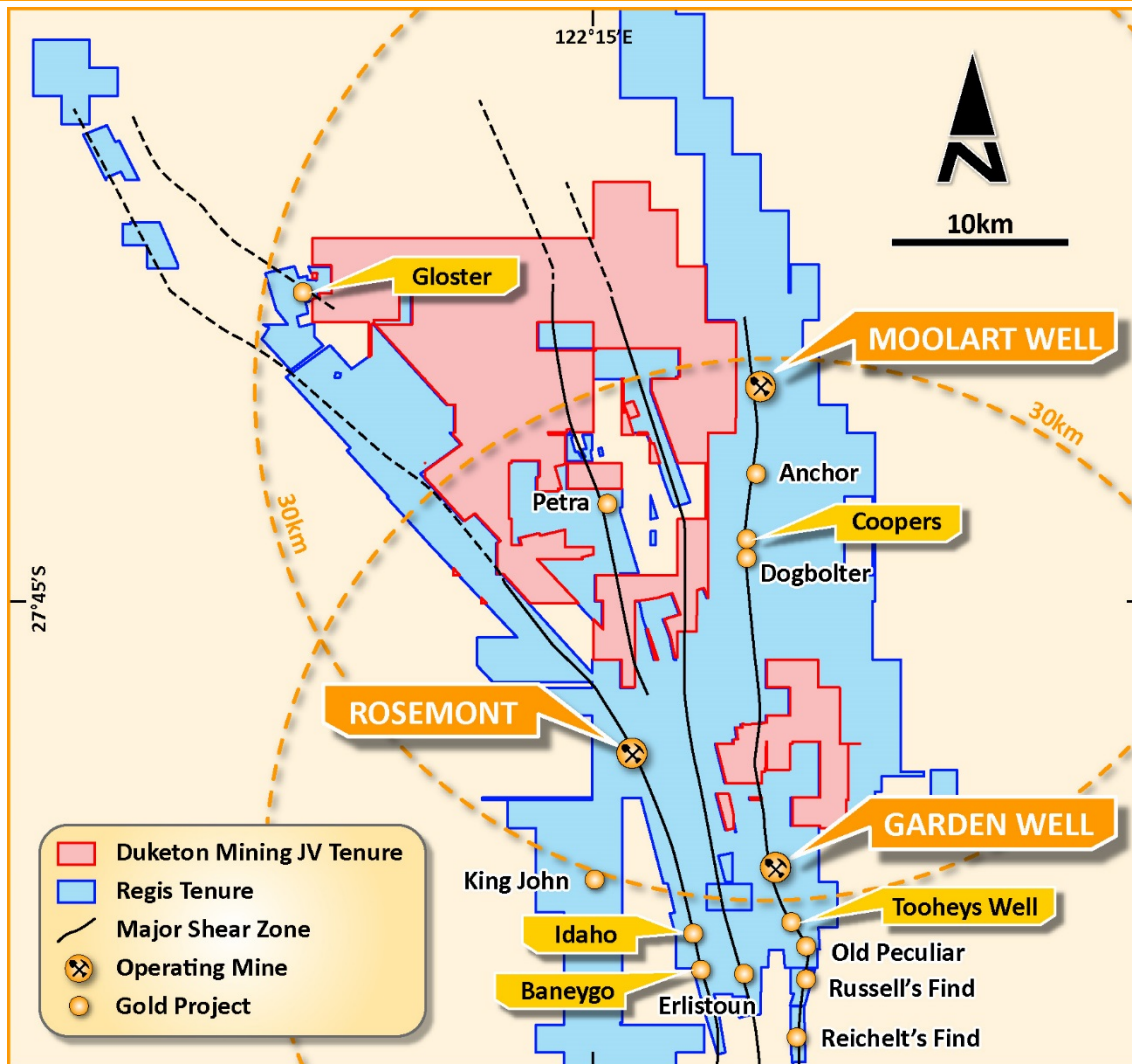 122°15'E
N
10km
Gloster
MOOLART WELL
30km
30km
Anchor
Petra
Coopers
Dogbolter
27°45'S
ROSEMONT
GARDEN WELL
King John
Tooheys Well
Idaho
Old Peculiar
Baneygo
Erlistoun
Russell's Find
Reichelt's Find
Duketon Mining JV Tenure
Regis Tenure
Major Shear Zone
Operating Mine
Gold Project